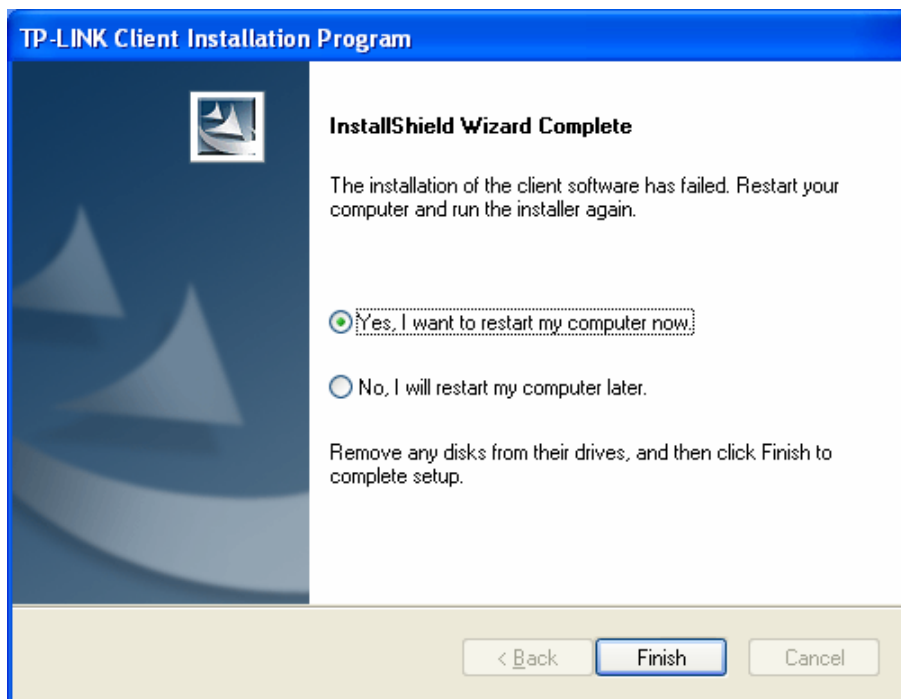 TP-LINK Client Installation Program
InstallShield Wizard Complete
The installation of the client software has failed. Restart your
computer and run the installer again.
Yes, I want to restart my computer now.
No, I will restart my computer later.
Remove any disks from their drives, and then click Finish to
complete setup.
< Back Finish Cancel